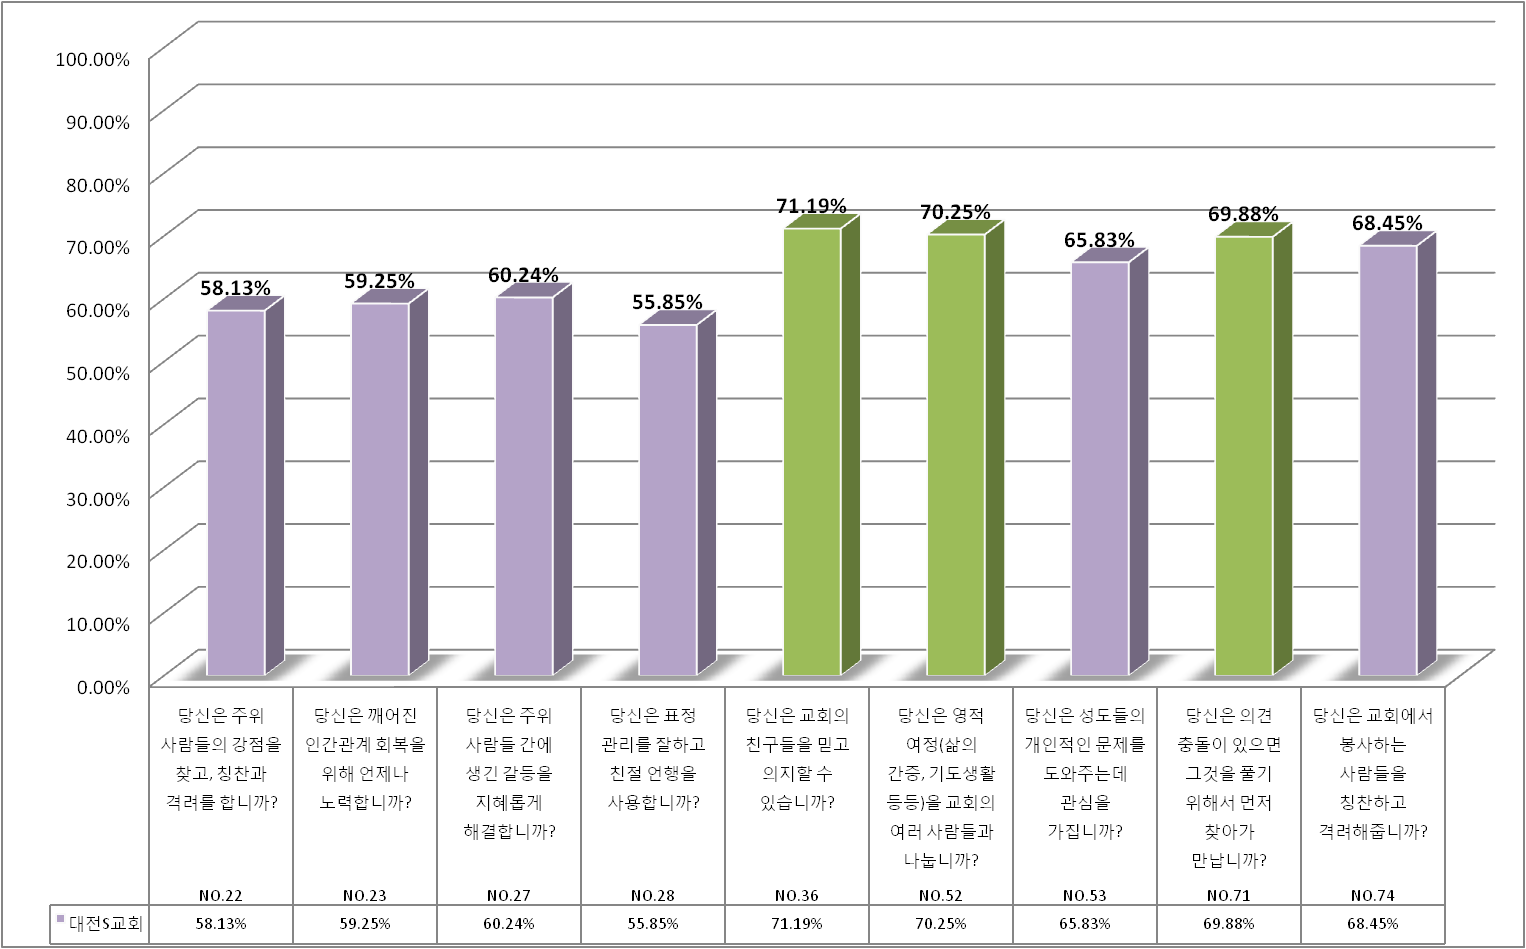 100.00%
90.00%
80.00%
70.00%
60.00%
50.00%
40.00%
30.00%
20.00%
10.00%
0.00%
58.13%
59.25%
60.24%
55.85%
71.19%
70.25%
65.83%
69.88%
68.45%
당신은 주위
사람들의 강점을
찾고, 칭찬과
격려를 합니까?
NO.22
당신은 깨어진
인간관계 회복을
위해 언제나
노력합니까?
NO.23
당신은 주위
사람들 간에
생긴 갈등을
지혜롭게
해결합니까?
NO.27
당신은 표정
관리를 잘하고
친절 언행을
사용합니까?
NO.28
당신은 교회의
친구들을 믿고
의지할 수
있습니까?
NO.36
당신은 영적
여정(삶의
간증, 기도생활
등등)을 교회의
여러 사람들과
나눕니까?
NO.52
당신은 성도들의
개인적인 문제를
도와주는데
관심을
가집니까?
NO.53
당신은 의견
충돌이 있으면
그것을 풀기
위해서 먼저
찾아가
만납니까?
NO.71
당신은 교회에서
봉사하는
사람들을
칭찬하고
격려해줍니까?
NO.74
대전S교회 58.13% 59.25% 60.24% 55.85% 71.19% 70.25% 65.83% 69.88% 68.45%